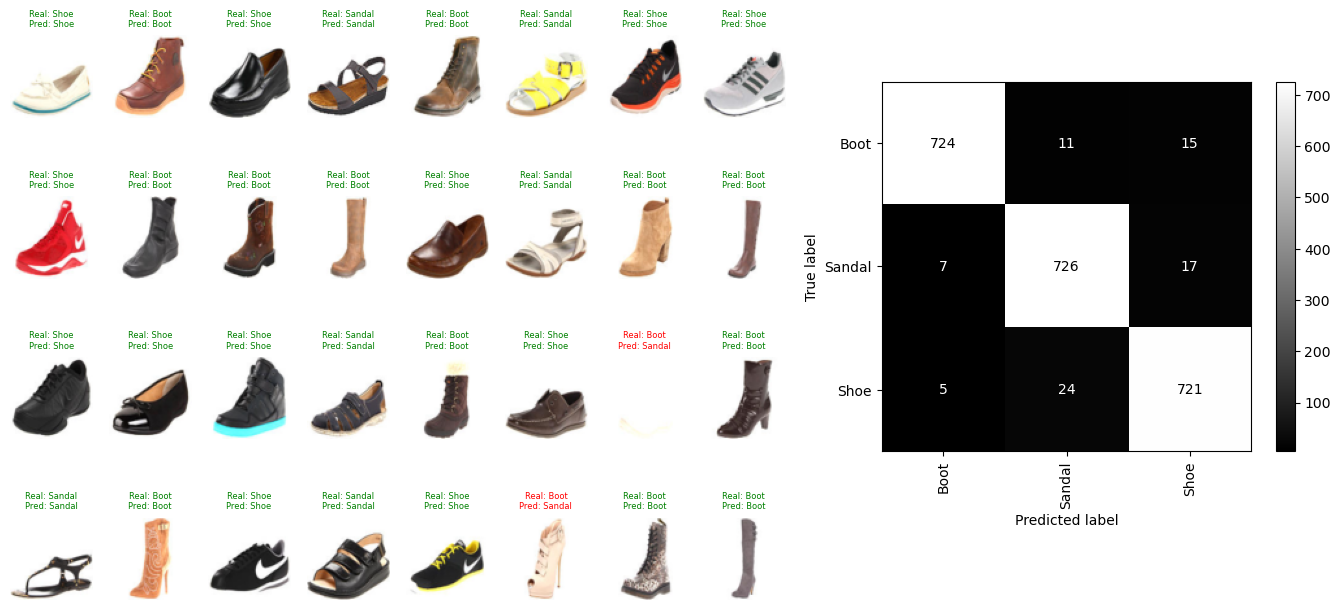 Real: Shoe
Pred: Shoe
Real: Boot
Pred: Boot
Real: Shoe
Pred: Shoe
Real: Sandal
Pred: Sandal
Real: Boot
Pred: Boot
Real: Sandal
Pred: Sandal
Real: Shoe
Pred: Shoe
Real: Shoe
Pred: Shoe
Real: Shoe
Pred: Shoe
Real: Boot
Pred: Boot
Real: Boot
Pred: Boot
Real: Boot
Pred: Boot
Real: Shoe
Pred: Shoe
Real: Sandal
Pred: Sandal
Real: Boot
Pred: Boot
Real: Boot
Pred: Boot
Real: Shoe
Pred: Shoe
Real: Shoe
Pred: Shoe
Real: Shoe
Pred: Shoe
Real: Sandal
Pred: Sandal
Real: Boot
Pred: Boot
Real: Shoe
Pred: Shoe
Real: Boot
Pred: Sandal
Real: Boot
Pred: Boot
Real: Sandal
Pred: Sandal
Real: Boot
Pred: Boot
Real: Shoe
Pred: Shoe
Real: Sandal
Pred: Sandal
Real: Shoe
Pred: Shoe
Real: Boot
Pred: Sandal
Real: Boot
Pred: Boot
Real: Boot
Pred: Boot
True label
Boot 724 11 15
Sandal 7 726 17
Shoe 5 24 721
Boot Sandal Shoe
Predicted label
700
600
500
400
300
200
100